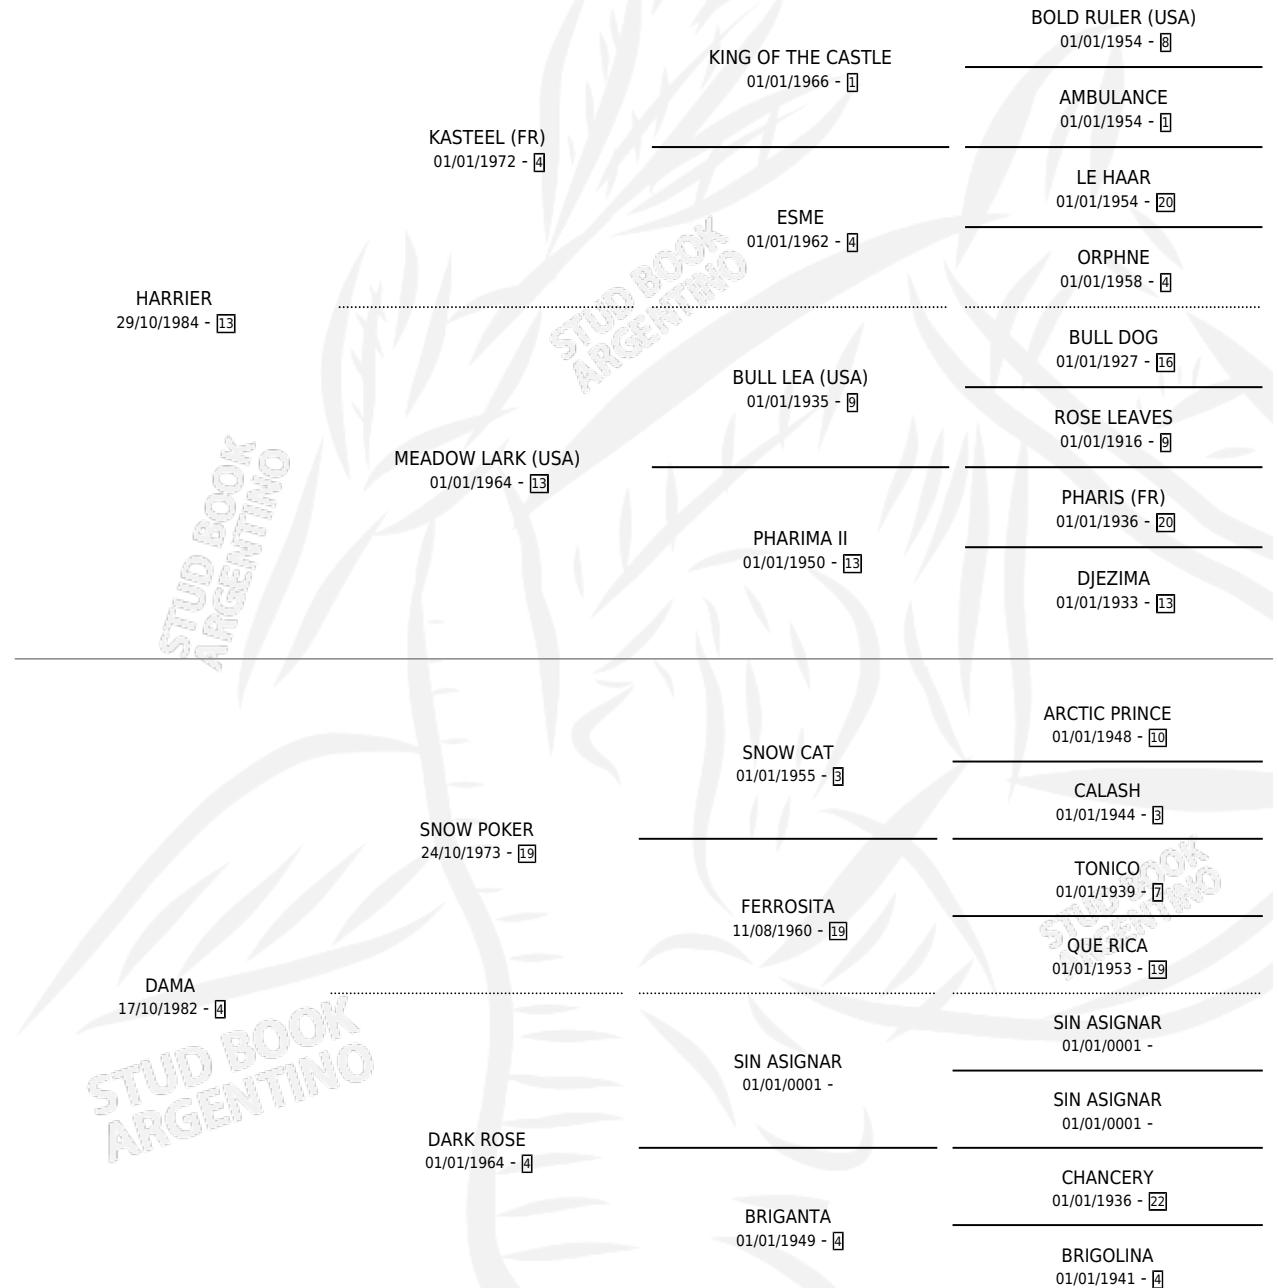 BOLD RULER (USA)
01/01/1954 - 8
KING OF THE CASTLE
01/01/1966 - 1
AMBULANCE
01/01/1954 - 1
KASTEEL (FR)
01/01/1972 - 4
LE HAAR
01/01/1954 - 20
ESME
01/01/1962 - 4
ORPHNE
01/01/1958 - 4
HARRIER
29/10/1984 - 13
BULL DOG
01/01/1927 - 16
BULL LEA (USA)
01/01/1935 - 9
ROSE LEAVES
01/01/1916 - 9
MEADOW LARK (USA)
01/01/1964 - 13
PHARIS (FR)
01/01/1936 - 20
PHARIMA II
01/01/1950 - 13
DJEZIMA
01/01/1933 - 13
STUD BOOK
ARGENTINO
STUD BOOK
ARGENTINO
ARCTIC PRINCE
01/01/1948 - 10
SNOW CAT
01/01/1955 - 3
CALASH
01/01/1944 - 3
SNOW POKER
24/10/1973 - 19
TONICO
01/01/1939 - 7
FERROSITA
11/08/1960 - 19
QUE RICA
01/01/1953 - 19
DAMA
17/10/1982 - 4
SIN ASIGNAR
01/01/0001 -
SIN ASIGNAR
01/01/0001 -
SIN ASIGNAR
01/01/0001 -
DARK ROSE
01/01/1964 - 4
CHANCERY
01/01/1936 - 22
BRIGANTA
01/01/1949 - 4
BRIGOLINA
01/01/1941 - 4
STUD BOOK
ARGENTINO
STUD BOOK
ARGENTINO